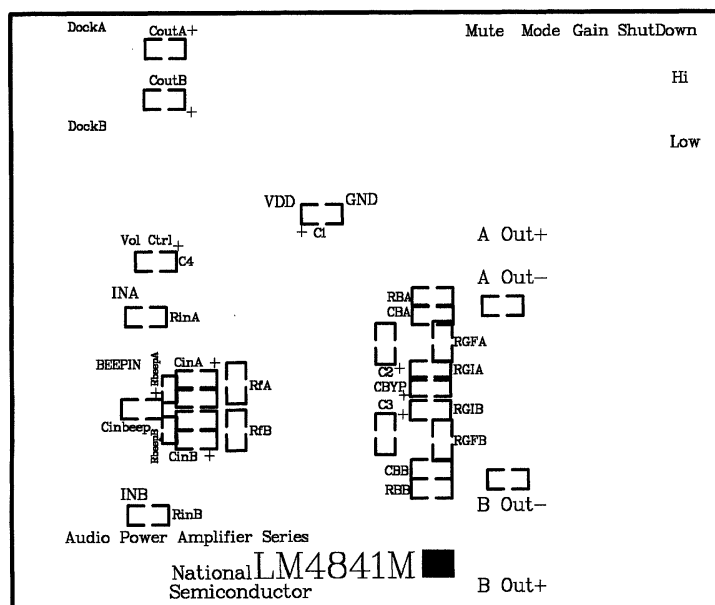 DockA
CoutA+
Mute Mode Gain ShutDown
CoutB
+
Hi
DockB
Low
VDD GND
+ C1
Vol Ctrl+
C4
A Out+
A Out-
INA
RinA
RBA
CBA
RGFA
BEEPIN
RbeepA
CinA +
RfA
C2+
RGIA
CBYP
+
+
Cinbeep
C3
+
RGIB
RfB
RbeepB
CinB +
RGFB
CBB
RBB
INB
RinB
B Out-
Audio Power Amplifier Series
National LM4841M
Semiconductor
B Out+